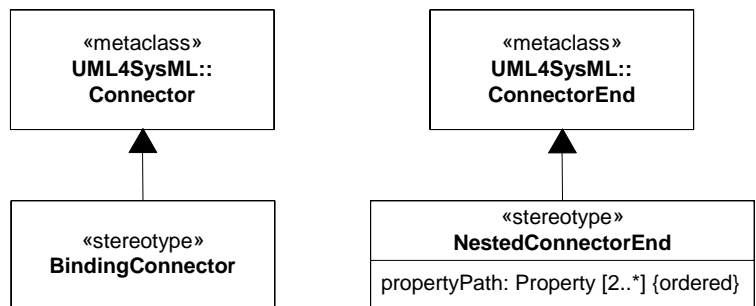 «metaclass»
UML4SysML::
Connector
«stereotype»
BindingConnector
«metaclass»
UML4SysML::
ConnectorEnd
«stereotype»
NestedConnectorEnd
propertyPath: Property [2..*] {ordered}